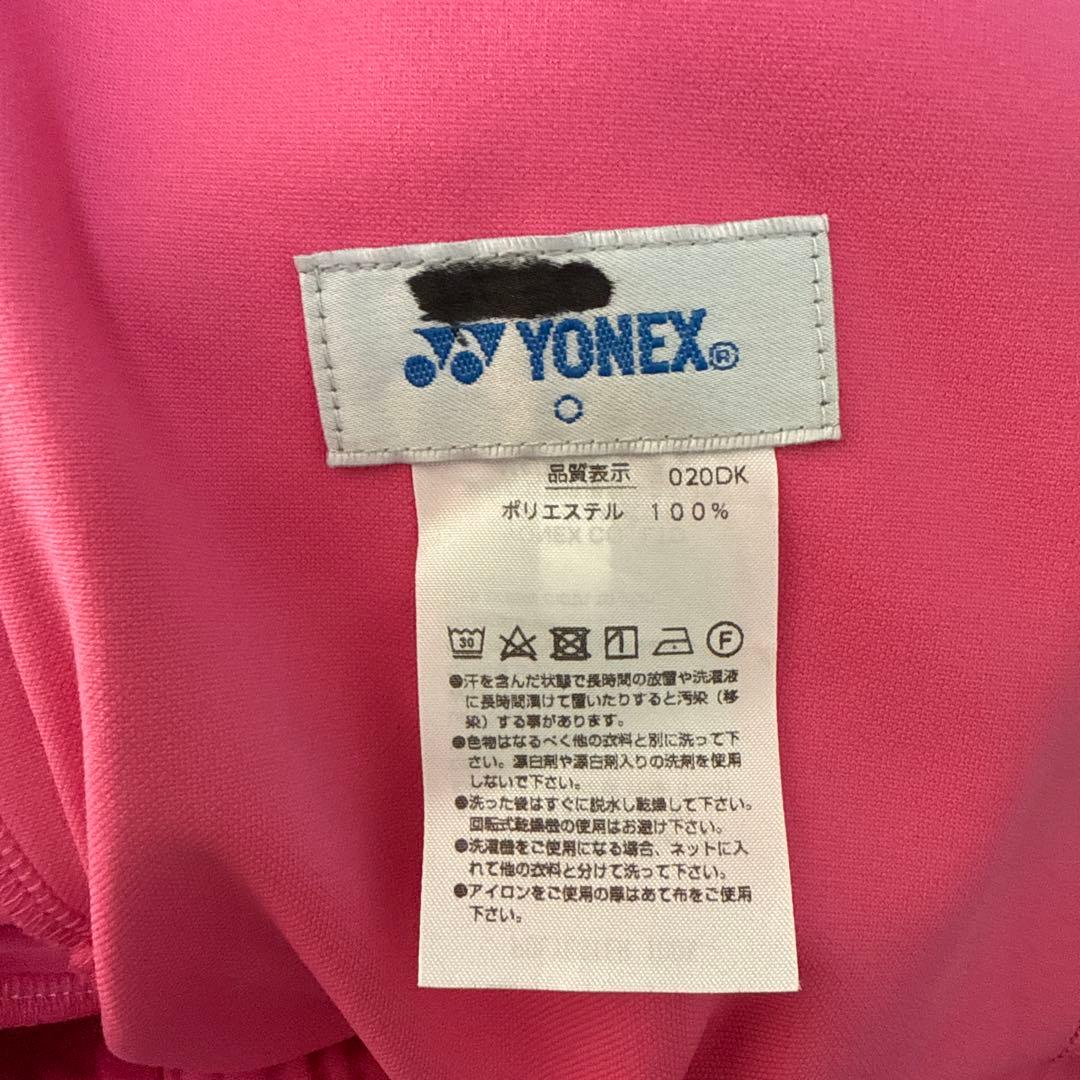 YONEX®
O
品質表示 020DK
ポリエステル 100%
30
F
●汗を含んだ状態で長時間の放置や洗濯液
に長時間漬けて置いたりすると汚染（移
染）する事があります。
●色物はなるべく他の衣料と別に洗って下
さい。漂白剤や漂白剤入りの洗剤を使用
しないで下さい。
●洗った後はすぐに脱水し乾燥して下さい。
回転式乾燥機の使用はお避け下さい。
●洗濯機をご使用になる場合、ネットに入
れて他の衣料と分けて洗って下さい。
●アイロンをご使用の際はあて布をご使用
下さい。